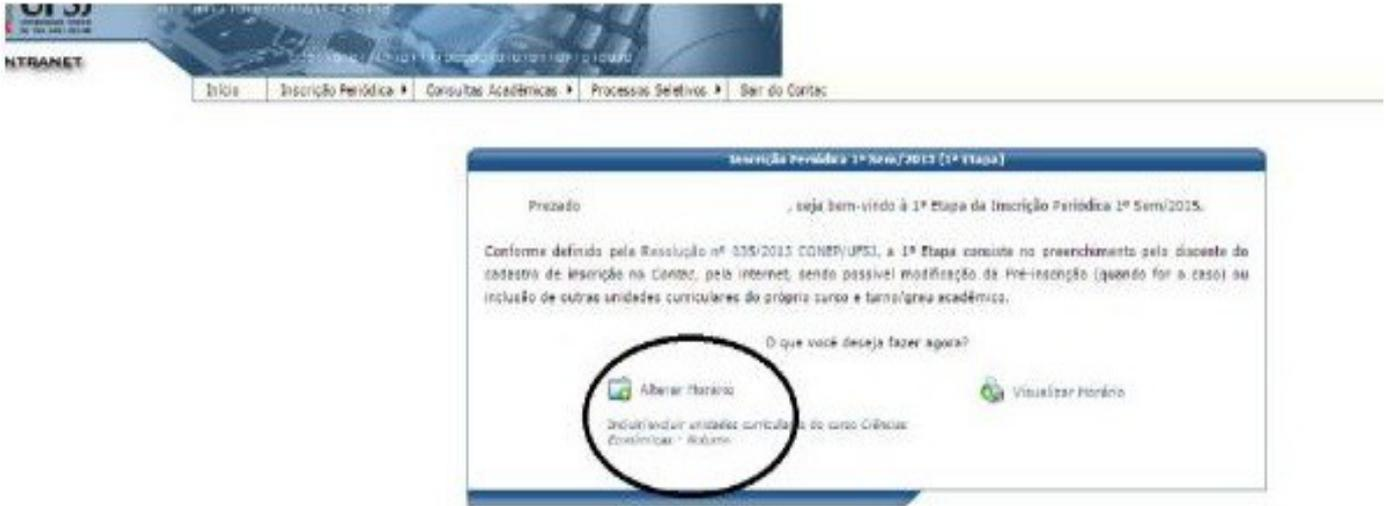 UFSJ
INTRANET
Início Inscrição Periódica Consultas Acadêmicas Processos Seletivos Sair do Contac
Inscrição Periódica 1º Sem/2015 (1ª Etapa)
Prezado , seja bem-vindo à 1ª Etapa da Inscrição Periódica 1º Sem/2015.
Conforme definido pela Resolução nº 035/2013 CONEP/UFSJ, a 1ª Etapa consiste no preenchimento pelo discente do
cadastro de inscrição no Contac, pela internet, sendo possível modificação da Pré-inscrição (quando for o caso) ou
inclusão de outras unidades curriculares do próprio curso e turno/grau acadêmico.
O que você deseja fazer agora?
Alterar Horário Visualizar Horário
Incluir/excluir unidades curriculares do curso Ciências
Econômicas - Noturno